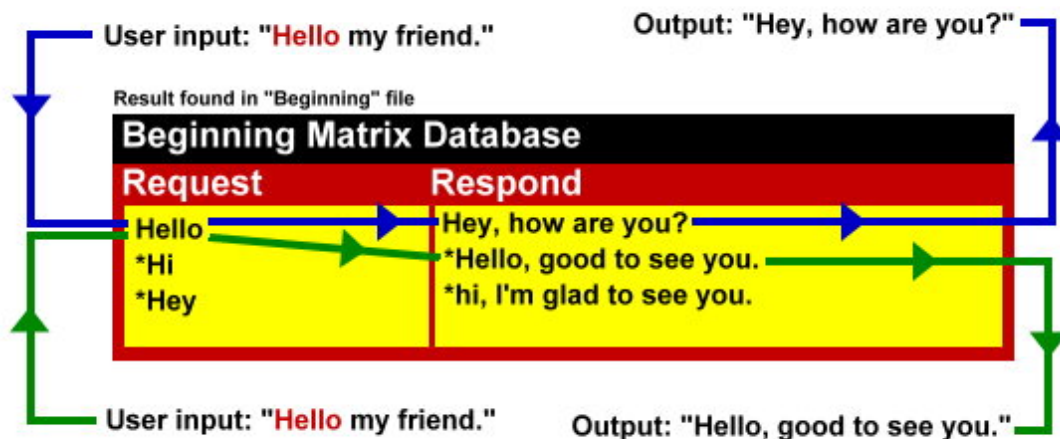 User input: "Hello my friend."
Output: "Hey, how are you?"
Result found in "Beginning" file
Beginning Matrix Database
Request
Respond
Hello
Hey, how are you?
*Hi
*Hello, good to see you.
*Hey
*hi, I'm glad to see you.
User input: "Hello my friend."
Output: "Hello, good to see you."